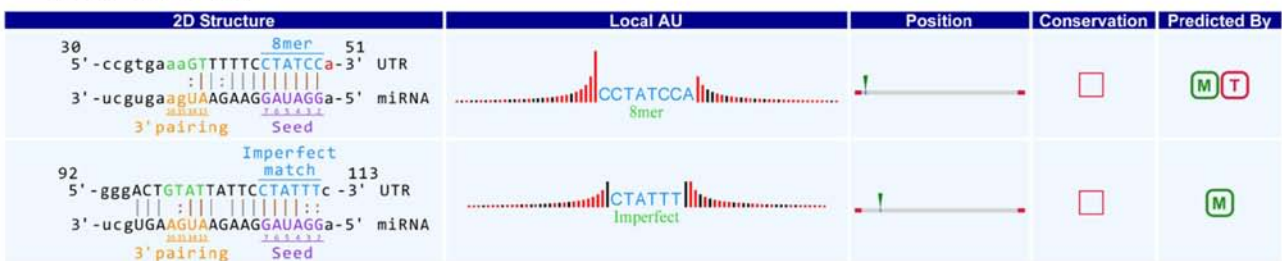 2D Structure Local AU Position Conservation Predicted By
30 8mer 51
5'-ccgtgaaaGTTTTTCCTATCCa-3' UTR
3'-ucgugaagUAAGAAGGAUAGGa-5' miRNA
3'pairing Seed
CCTATCCA
8mer
M T
Imperfect
92 match 113
5'-gggACTGTATTATTCCTATTTc-3' UTR
3'-ucgUGAAGUAAGAAGGAUAGGa-5' miRNA
3'pairing Seed
CTATTT
Imperfect
M